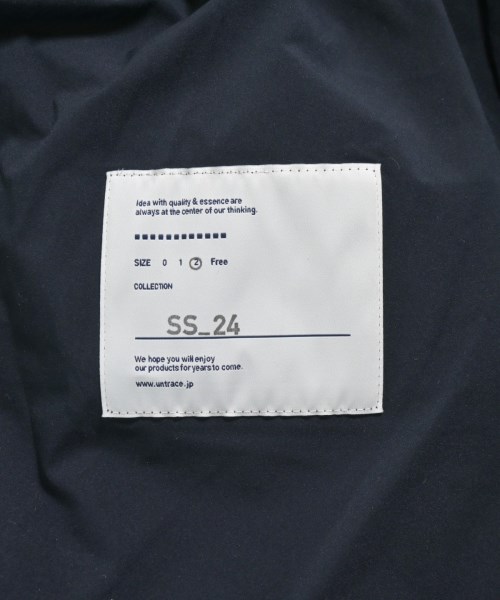 Idea with quality & essence are
always at the center of our thinking.
SIZE 0 1 2 Free
COLLECTION
SS_24
We hope you will enjoy
our products for years to come.
www.untrace.jp